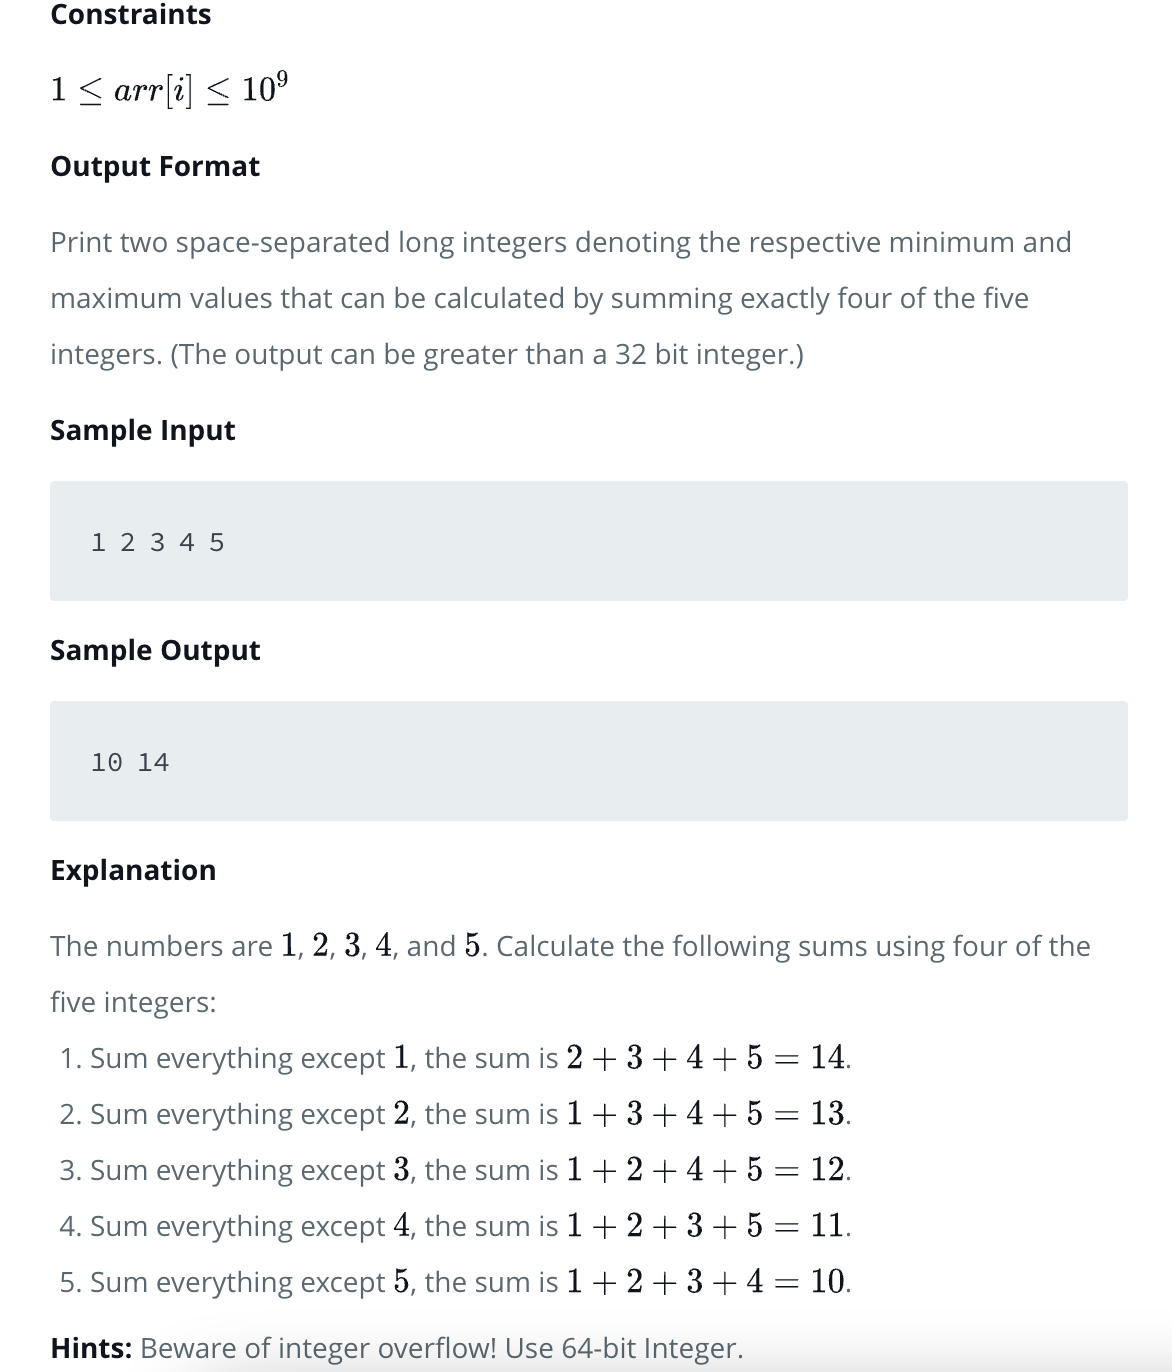 Constraints
1 ≤ arr[i] ≤ 10⁹
Output Format
Print two space-separated long integers denoting the respective minimum and
maximum values that can be calculated by summing exactly four of the five
integers. (The output can be greater than a 32 bit integer.)
Sample Input
1 2 3 4 5
Sample Output
10 14
Explanation
The numbers are 1, 2, 3, 4, and 5. Calculate the following sums using four of the
five integers:
1. Sum everything except 1, the sum is 2 + 3 + 4 + 5 = 14.
2. Sum everything except 2, the sum is 1 + 3 + 4 + 5 = 13.
3. Sum everything except 3, the sum is 1 + 2 + 4 + 5 = 12.
4. Sum everything except 4, the sum is 1 + 2 + 3 + 5 = 11.
5. Sum everything except 5, the sum is 1 + 2 + 3 + 4 = 10.
Hints: Beware of integer overflow! Use 64-bit Integer.